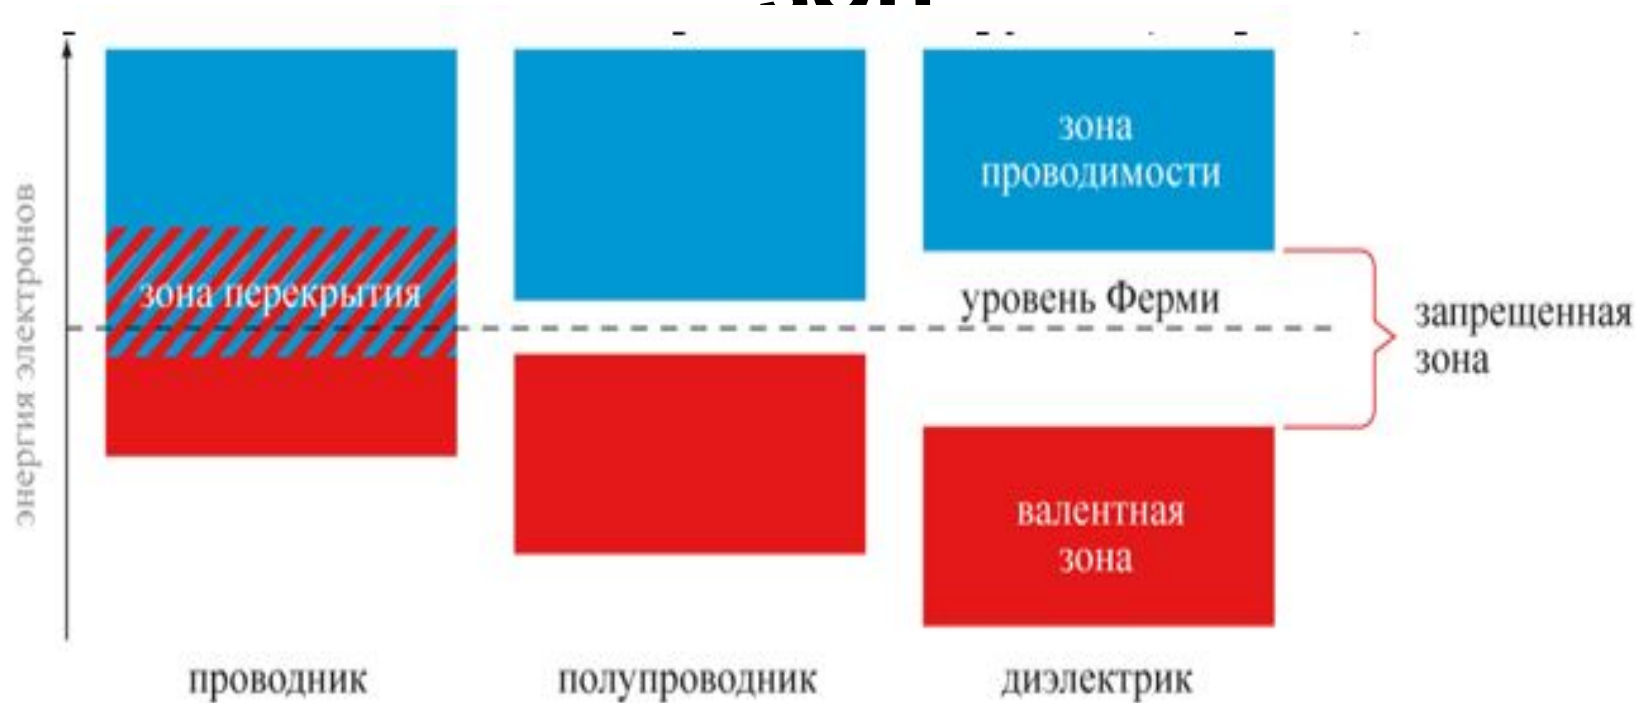 энергия электронов
зона перекрытия
зона
проводимости
уровень Ферми
запрещенная
зона
валентная
зона
проводник
полупроводник
диэлектрик